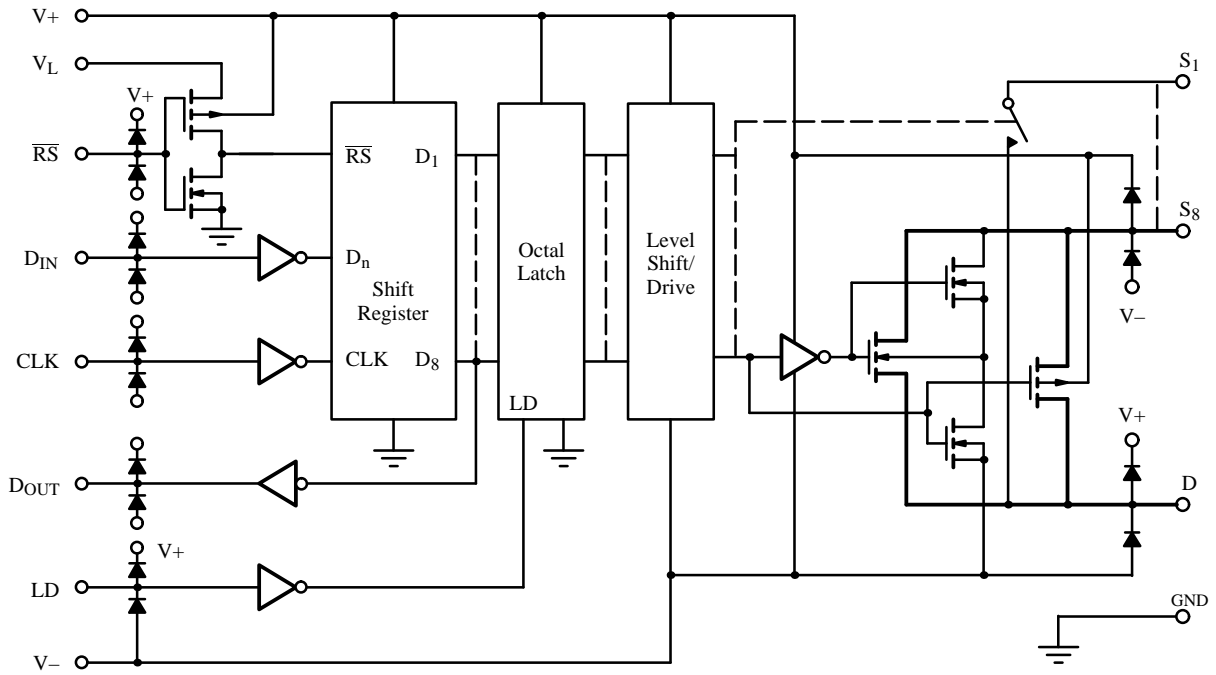 V+
VL
S1
V+
RS
RS
D1
S8
DIN
Dn
Octal
Latch
Level
Shift/
Drive
Shift
Register
V–
CLK
CLK
D8
LD
V+
DOUT
D
V+
LD
GND
V–